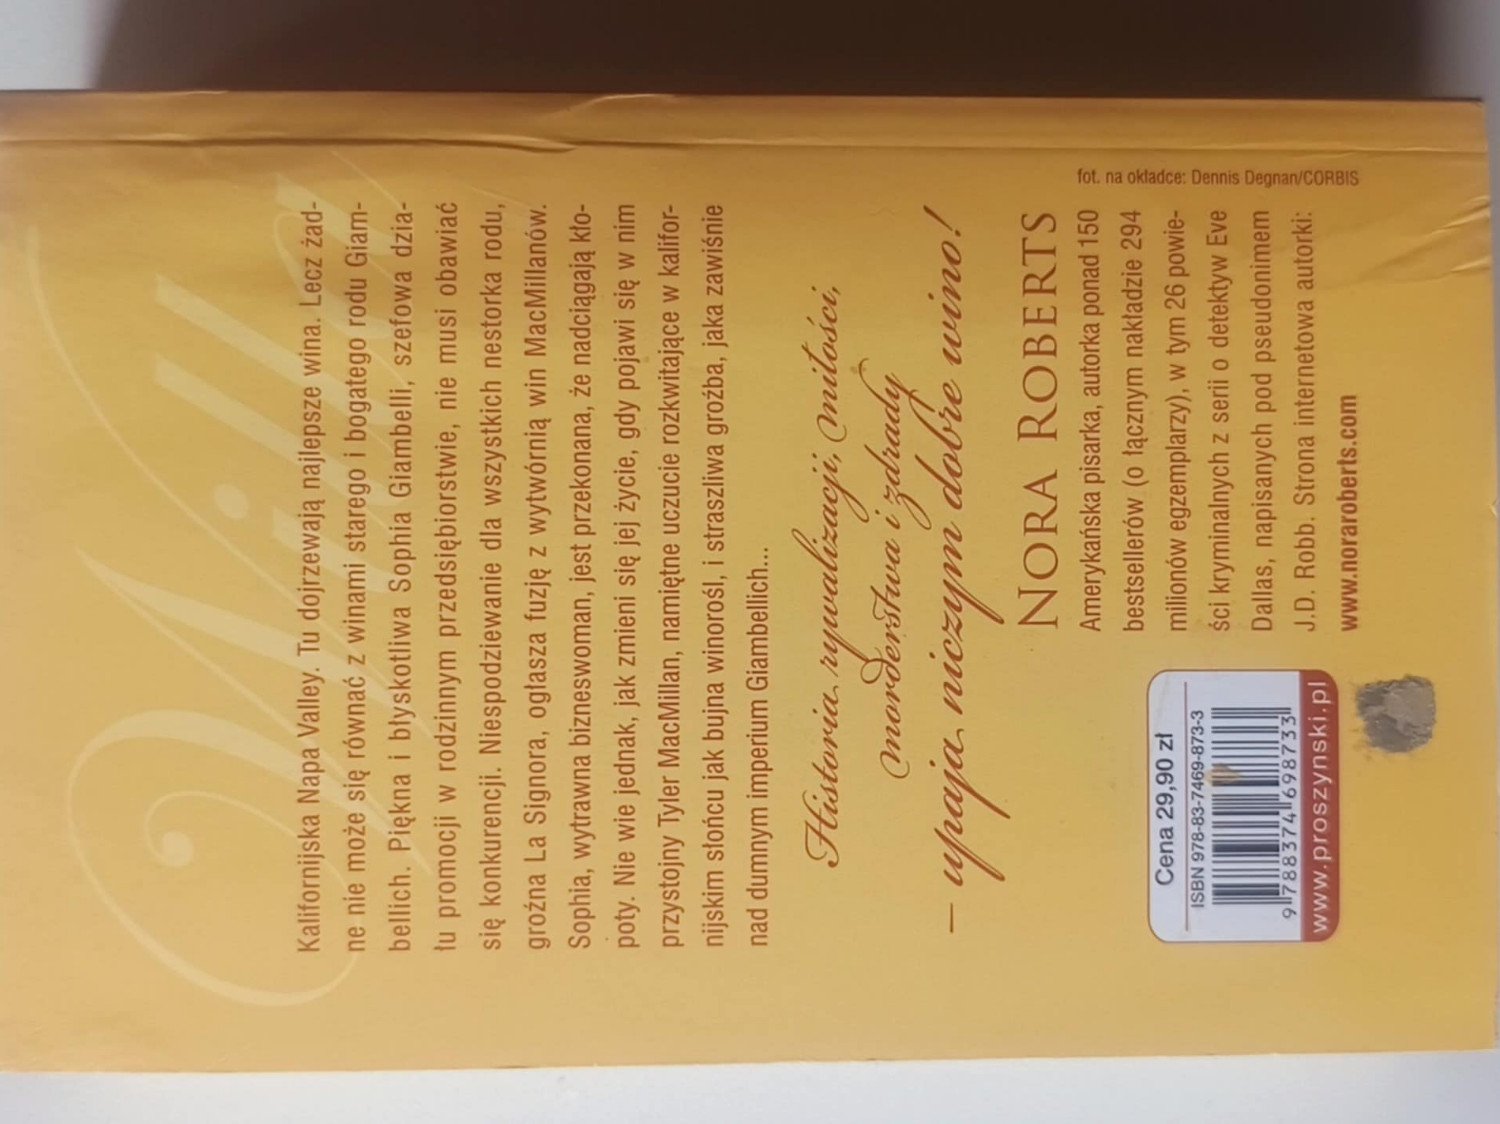 Villa
Kalifornijska Napa Valley. Tu dojrzewają najlepsze wina. Lecz żad-
ne nie może się równać z winami starego i bogatego rodu Giam-
bellich. Piękna i błyskotliwa Sophia Giambelli, szefowa dzia-
łu promocji w rodzinnym przedsiębiorstwie, nie musi obawiać
się konkurencji. Niespodziewanie dla wszystkich nestorka rodu,
groźna La Signora, ogłasza fuzję z wytwórnią win MacMillanów.
Sophia, wytrawna bizneswoman, jest przekonana, że nadciągają kło-
poty. Nie wie jednak, jak zmieni się jej życie, gdy pojawi się w nim
przystojny Tyler MacMillan, namiętne uczucie rozkwitające w kalifor-
nijskim słońcu jak bujna winorośl, i straszliwa groźba, jaka zawiśnie
nad dumnym imperium Giambellich...
Historia rywalizacji, miłości,
morderstwa i zdrady
– upaja niczym dobre wino!
NORA ROBERTS
Amerykańska pisarka, autorka ponad 150
bestsellerów (o łącznym nakładzie 294
milionów egzemplarzy), w tym 26 powie-
ści kryminalnych z serii o detektyw Eve
Dallas, napisanych pod pseudonimem
J.D. Robb. Strona internetowa autorki:
www.noraroberts.com
fot. na okładce: Dennis Degnan/CORBIS
Cena 29,90 zł
ISBN 978-83-7469-873-3
9 788374 698733
www.proszynski.pl